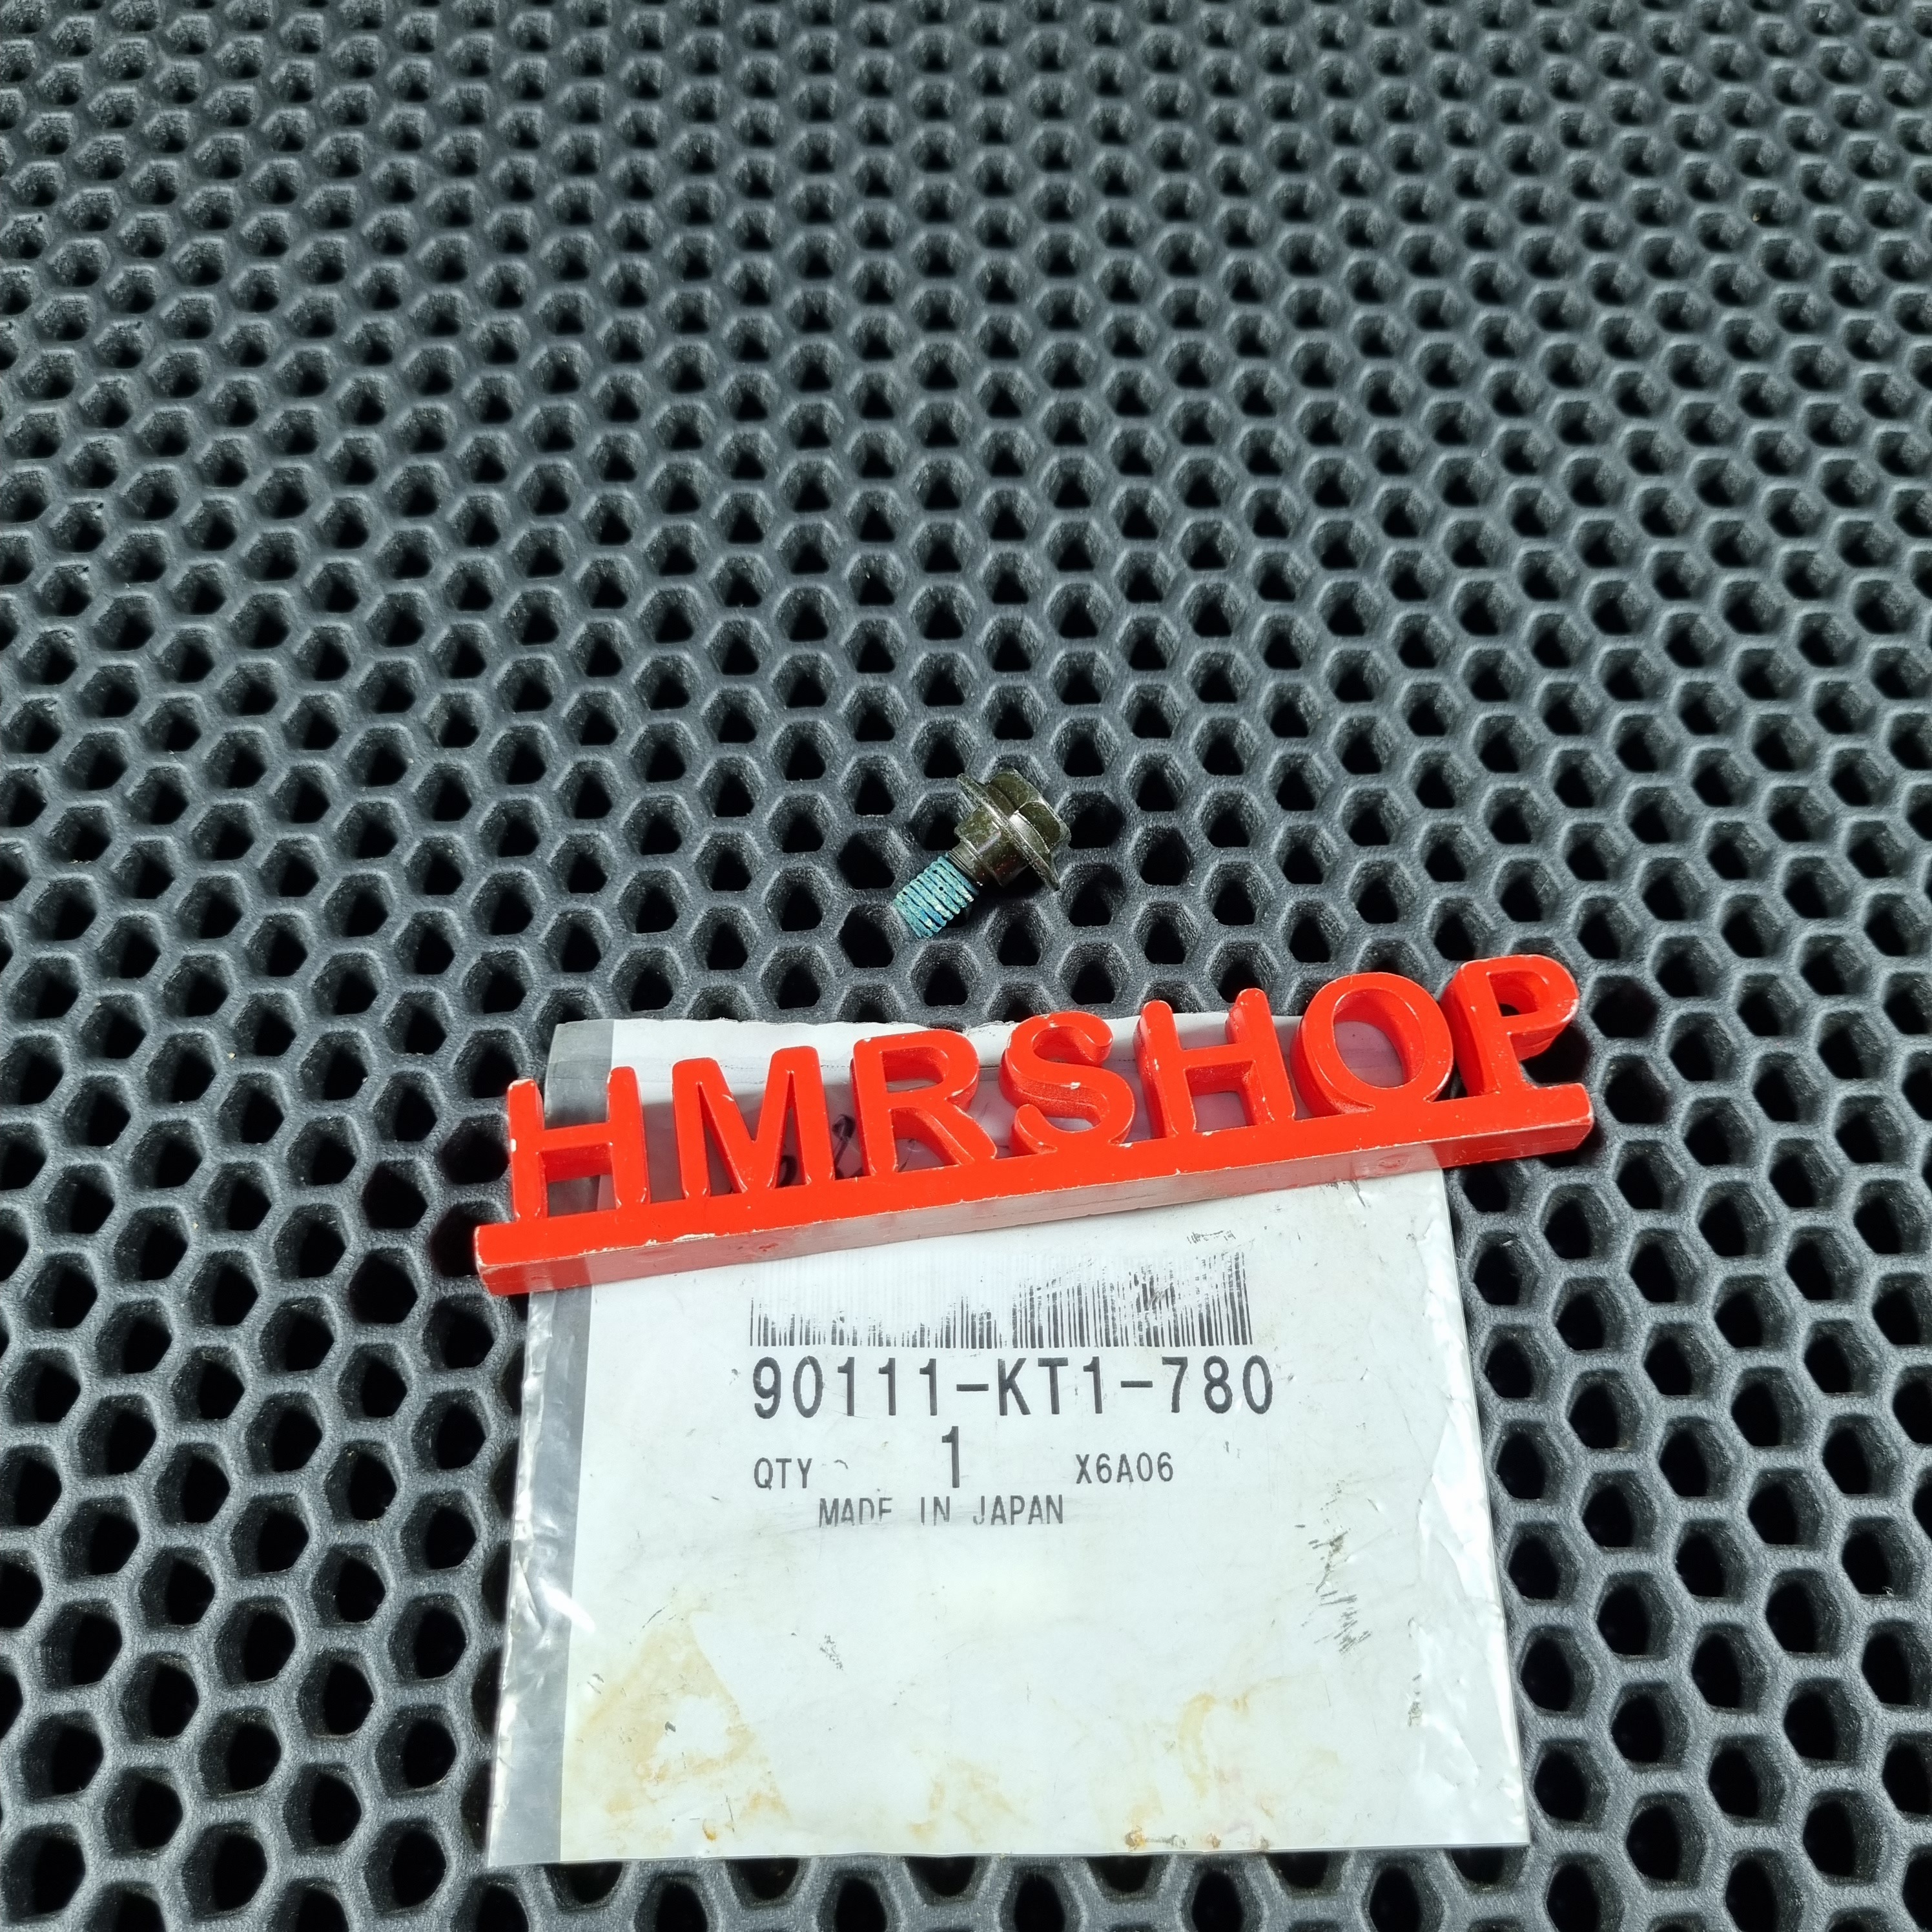 HMRSHOP
90111-KT1-780
QTY 1 X6A06
MADE IN JAPAN